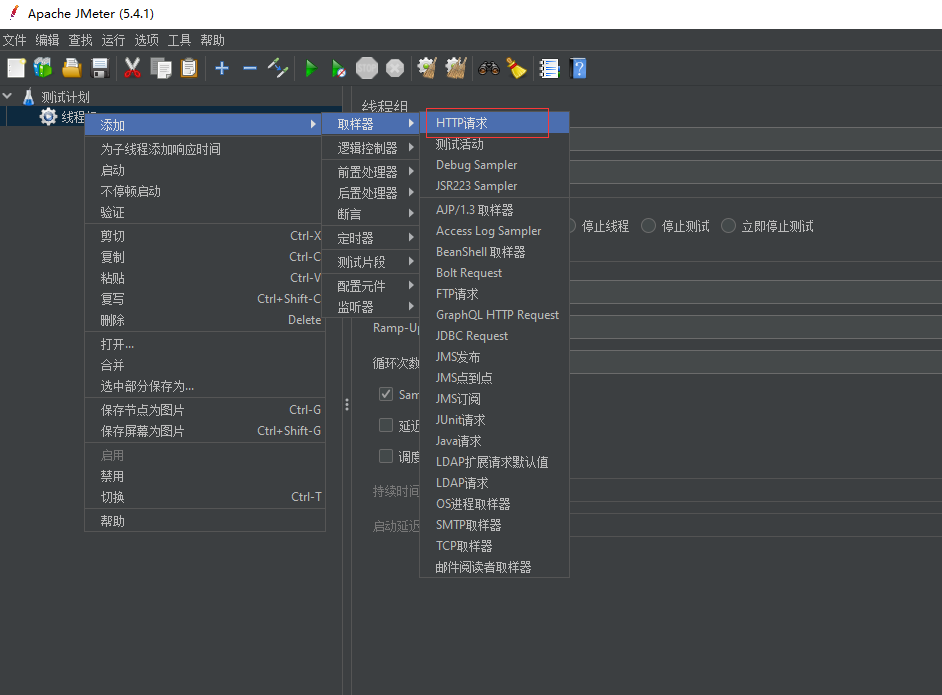 Apache JMeter (5.4.1)
文件 编辑 查找 运行 选项 工具 帮助
测试计划
线程组
添加
为子线程添加响应时间
启动
不停顿启动
验证
剪切 Ctrl-X
复制 Ctrl-C
粘贴 Ctrl-V
复写 Ctrl+Shift-C
删除 Delete
打开...
合并
选中部分保存为...
保存节点为图片 Ctrl-G
保存屏幕为图片 Ctrl+Shift-G
启用
禁用
切换 Ctrl-T
帮助
取样器
逻辑控制器
前置处理器
后置处理器
断言
定时器
测试片段
配置元件
监听器
HTTP请求
测试活动
Debug Sampler
JSR223 Sampler
AJP/1.3 取样器
Access Log Sampler
BeanShell 取样器
Bolt Request
FTP请求
GraphQL HTTP Request
JDBC Request
JMS发布
JMS点到点
JMS订阅
JUnit请求
Java请求
LDAP扩展请求默认值
LDAP请求
OS进程取样器
SMTP取样器
TCP取样器
邮件阅读者取样器
线程组
停止线程 停止测试 立即停止测试
Ramp-Up
循环次数
Sam
延迟
调度
持续时间
启动延迟